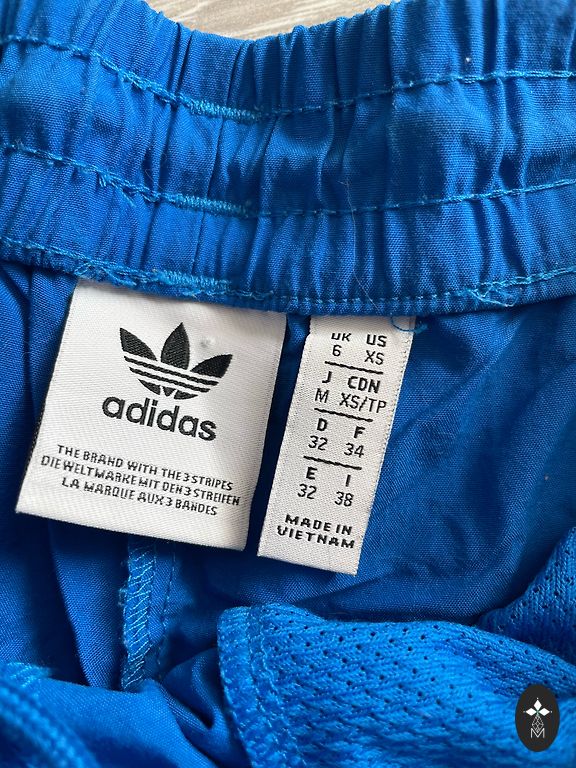 adidas
THE BRAND WITH THE 3 STRIPES
DIE WELTMARKE MIT DEN 3 STREIFEN
LA MARQUE AUX 3 BANDES
UK US
6 XS
J CDN
M XS/TP
D F
32 34
E I
32 38
MADE IN
VIETNAM